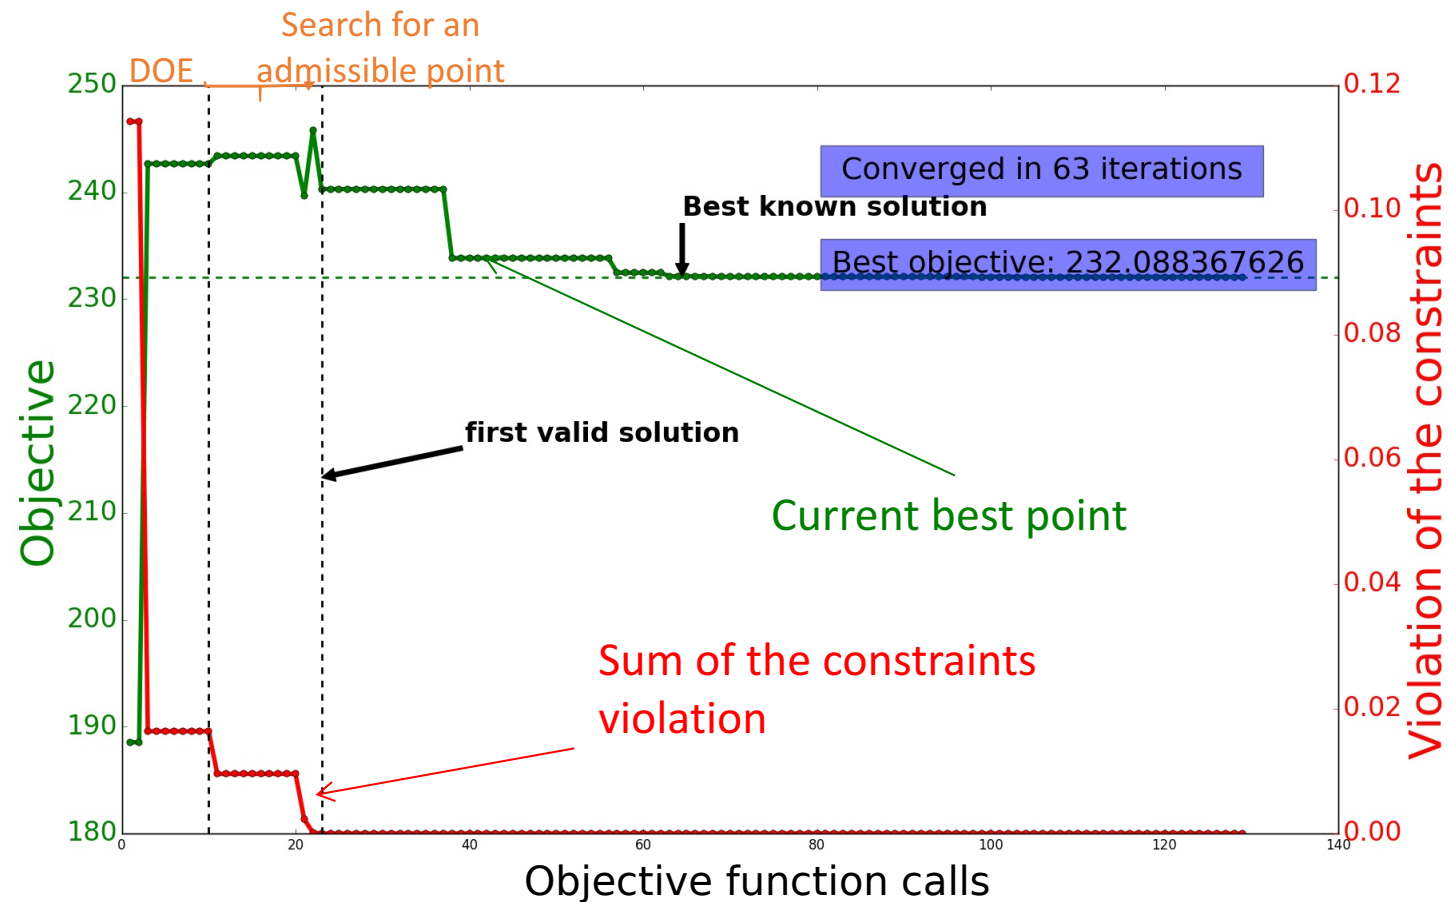 Search for an
admissible point
DOE
250
240
230
220
210
200
190
180
Objective
0.12
0.10
0.08
0.06
0.04
0.02
0.00
Violation of the constraints
Converged in 63 iterations
Best known solution
Best objective: 232.088367626
first valid solution
Current best point
Sum of the constraints
violation
0
20
40
60
80
100
120
140
Objective function calls